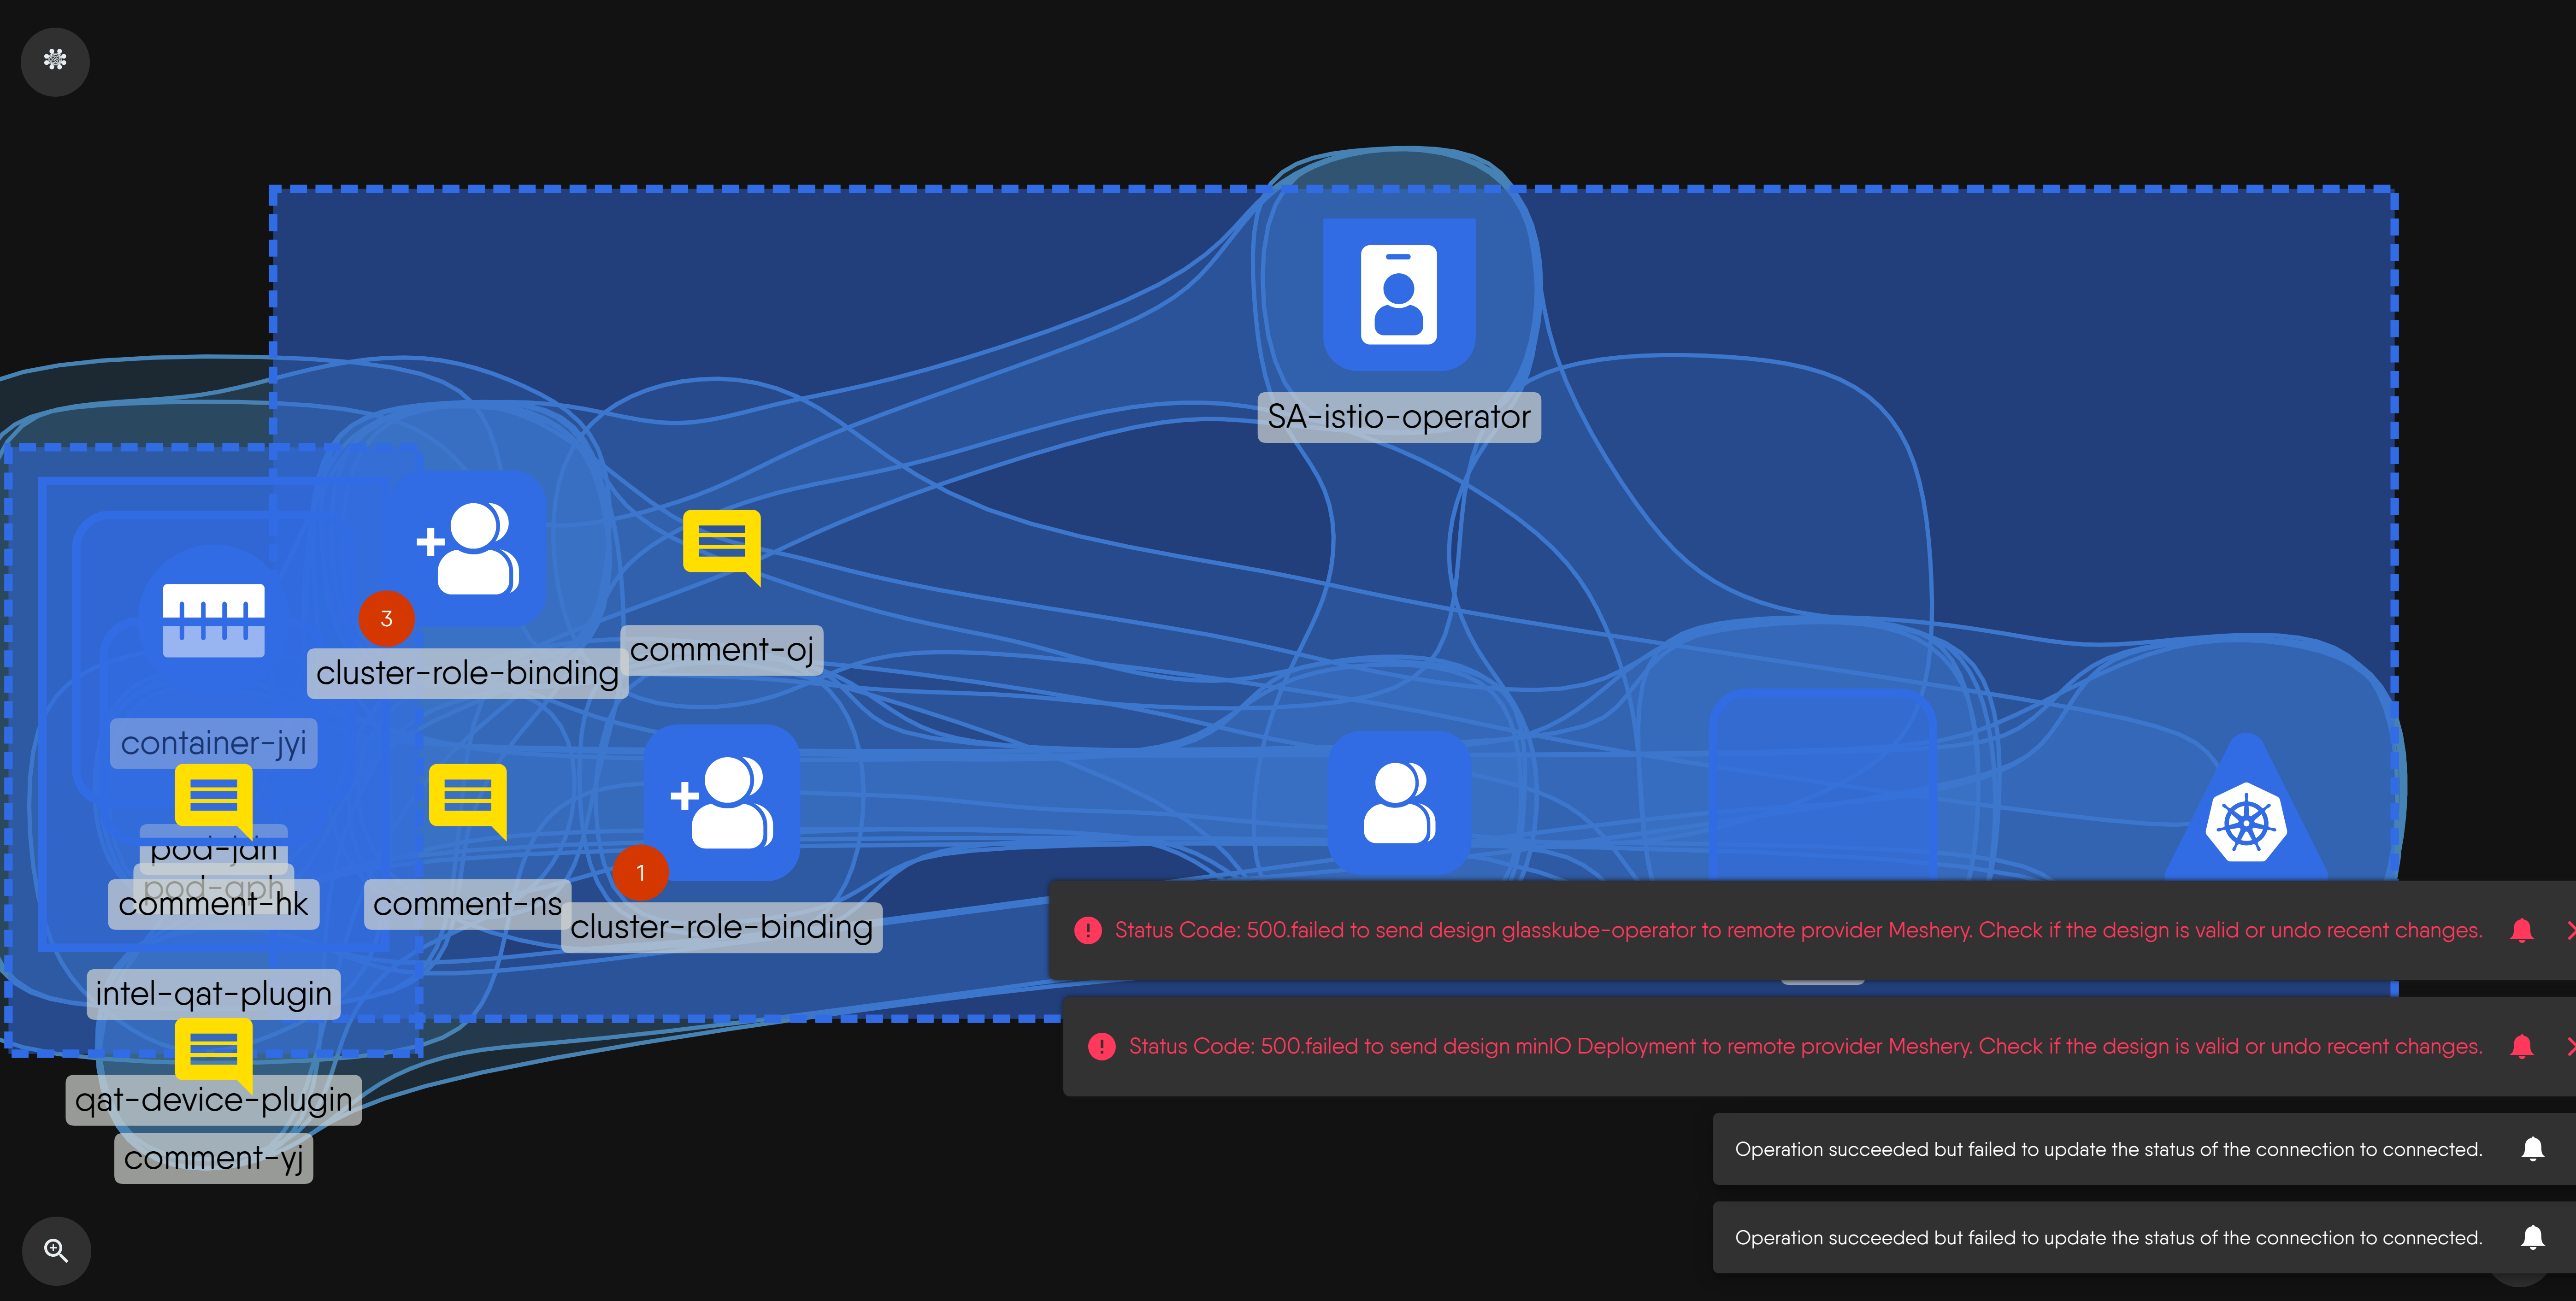 SA-istio-operator
3
cluster-role-binding
comment-oj
container-jyi
pod-jdh
pod-qph
comment-hk
comment-ns
1
cluster-role-binding
Status Code: 500.failed to send design glasskube-operator to remote provider Meshery. Check if the design is valid or undo recent changes.
intel-qat-plugin
Status Code: 500.failed to send design minIO Deployment to remote provider Meshery. Check if the design is valid or undo recent changes.
qat-device-plugin
comment-yj
Operation succeeded but failed to update the status of the connection to connected.
Operation succeeded but failed to update the status of the connection to connected.